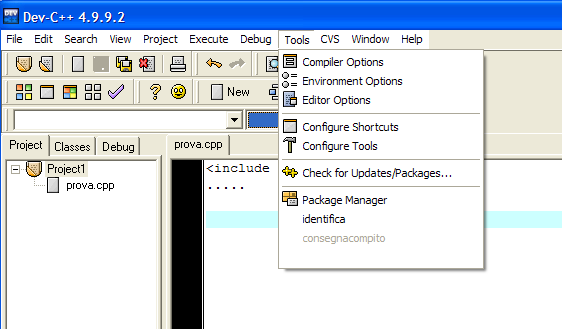 DEV Dev-C++ 4.9.9.2
File Edit Search View Project Execute Debug Tools CVS Window Help
Compiler Options
Environment Options
Editor Options
New
Configure Shortcuts
Configure Tools
Check for Updates/Packages...
Package Manager
identifica
consegnacompito
Project Classes Debug
prova.cpp
Project1
prova.cpp
<include
.....